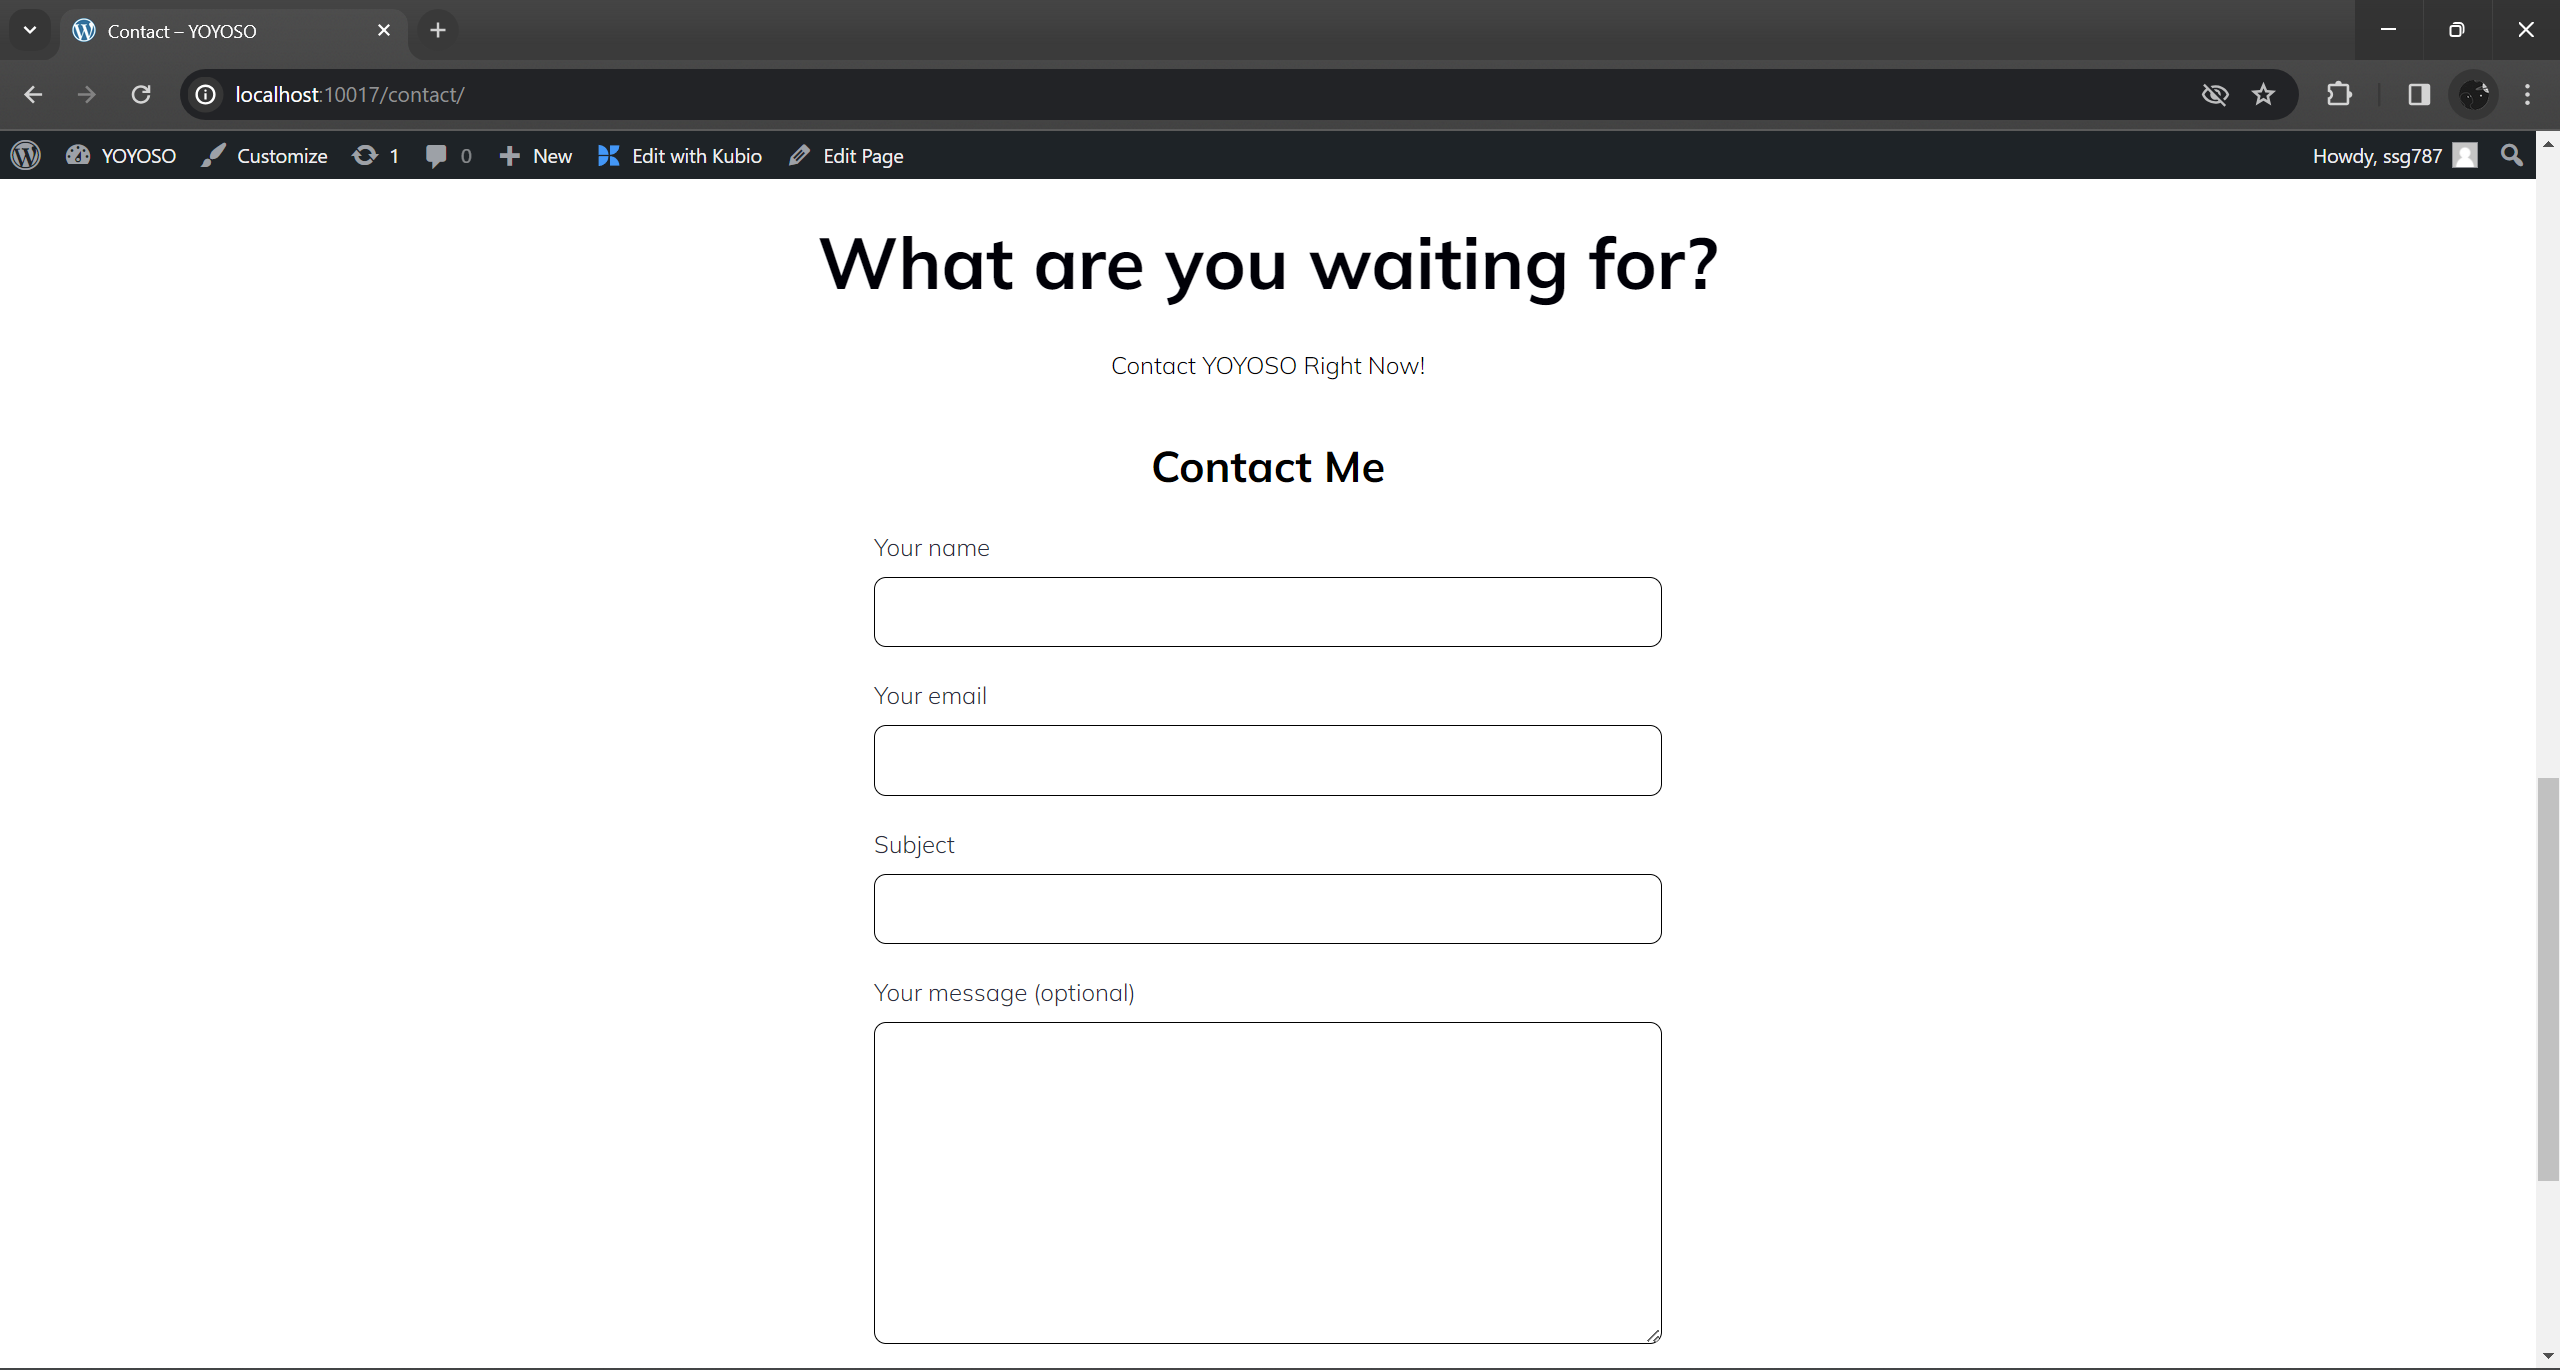 Contact – YOYOSO
localhost:10017/contact/
YOYOSO Customize 1 0 New Edit with Kubio Edit Page Howdy, ssg787
What are you waiting for?
Contact YOYOSO Right Now!
Contact Me
Your name
Your email
Subject
Your message (optional)